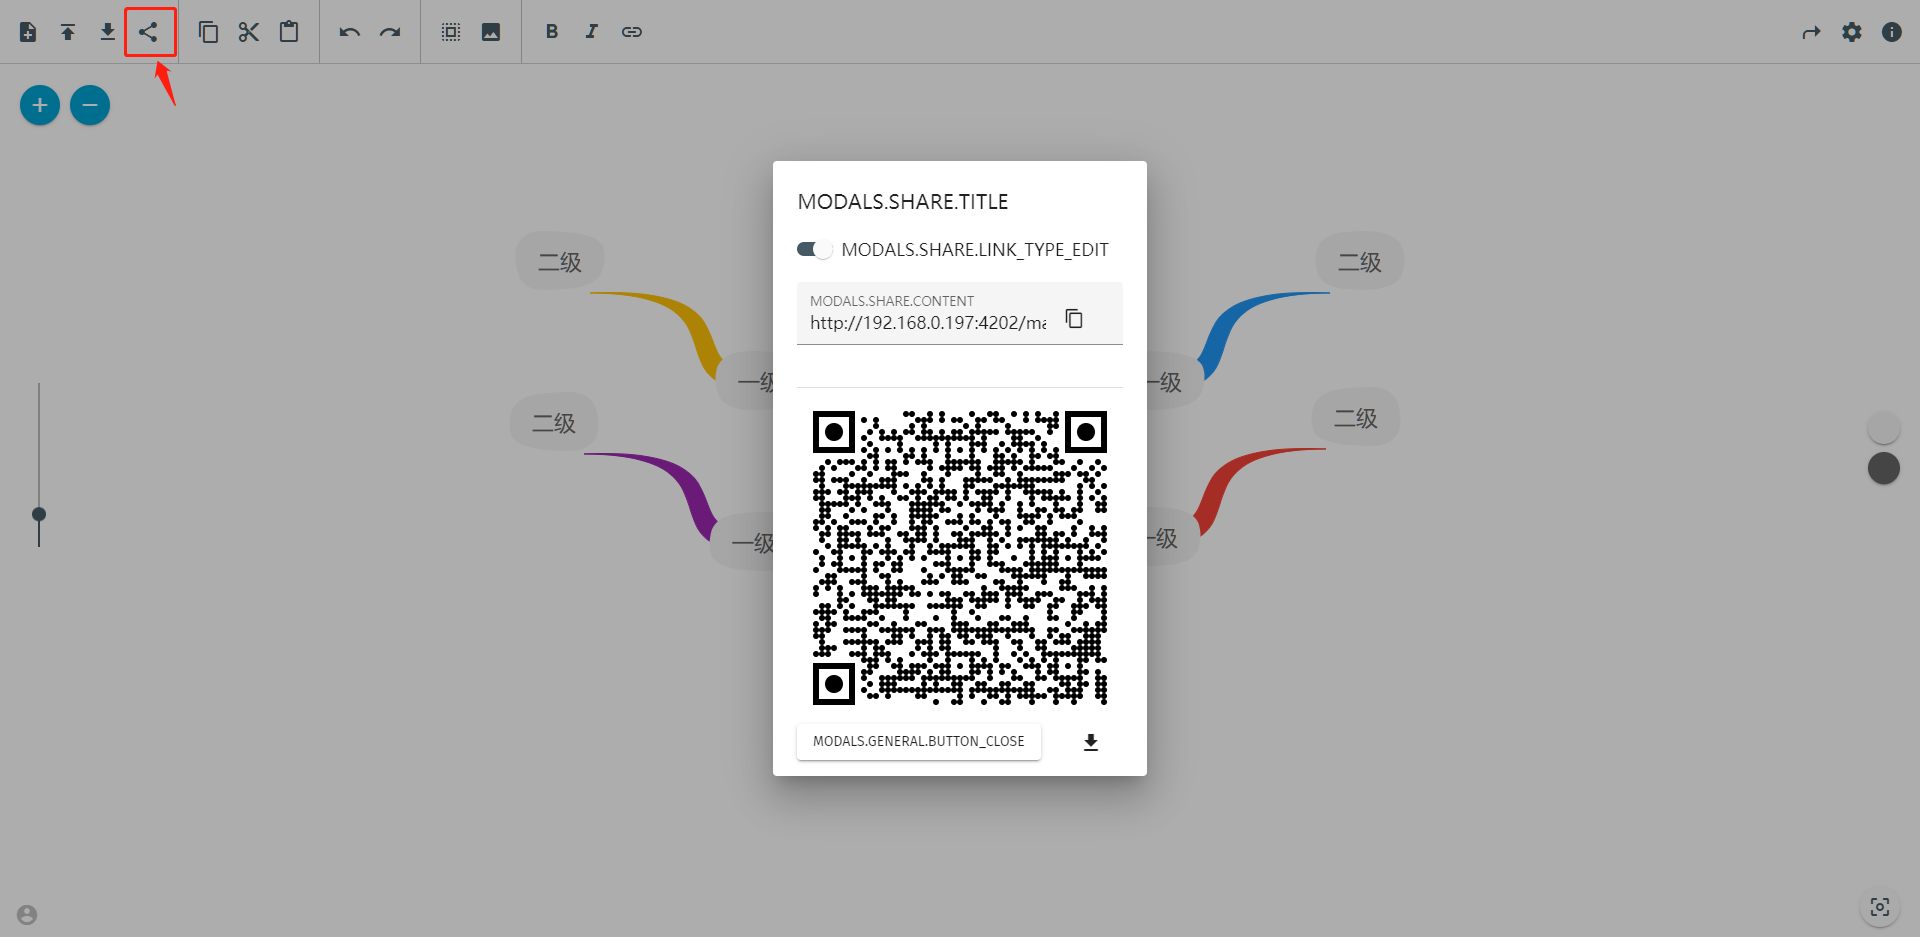 B I
MODALS.SHARE.TITLE
MODALS.SHARE.LINK_TYPE_EDIT
MODALS.SHARE.CONTENT
http://192.168.0.197:4202/ma
二级
二级
一级
一级
二级
二级
一级
一级
MODALS.GENERAL.BUTTON_CLOSE